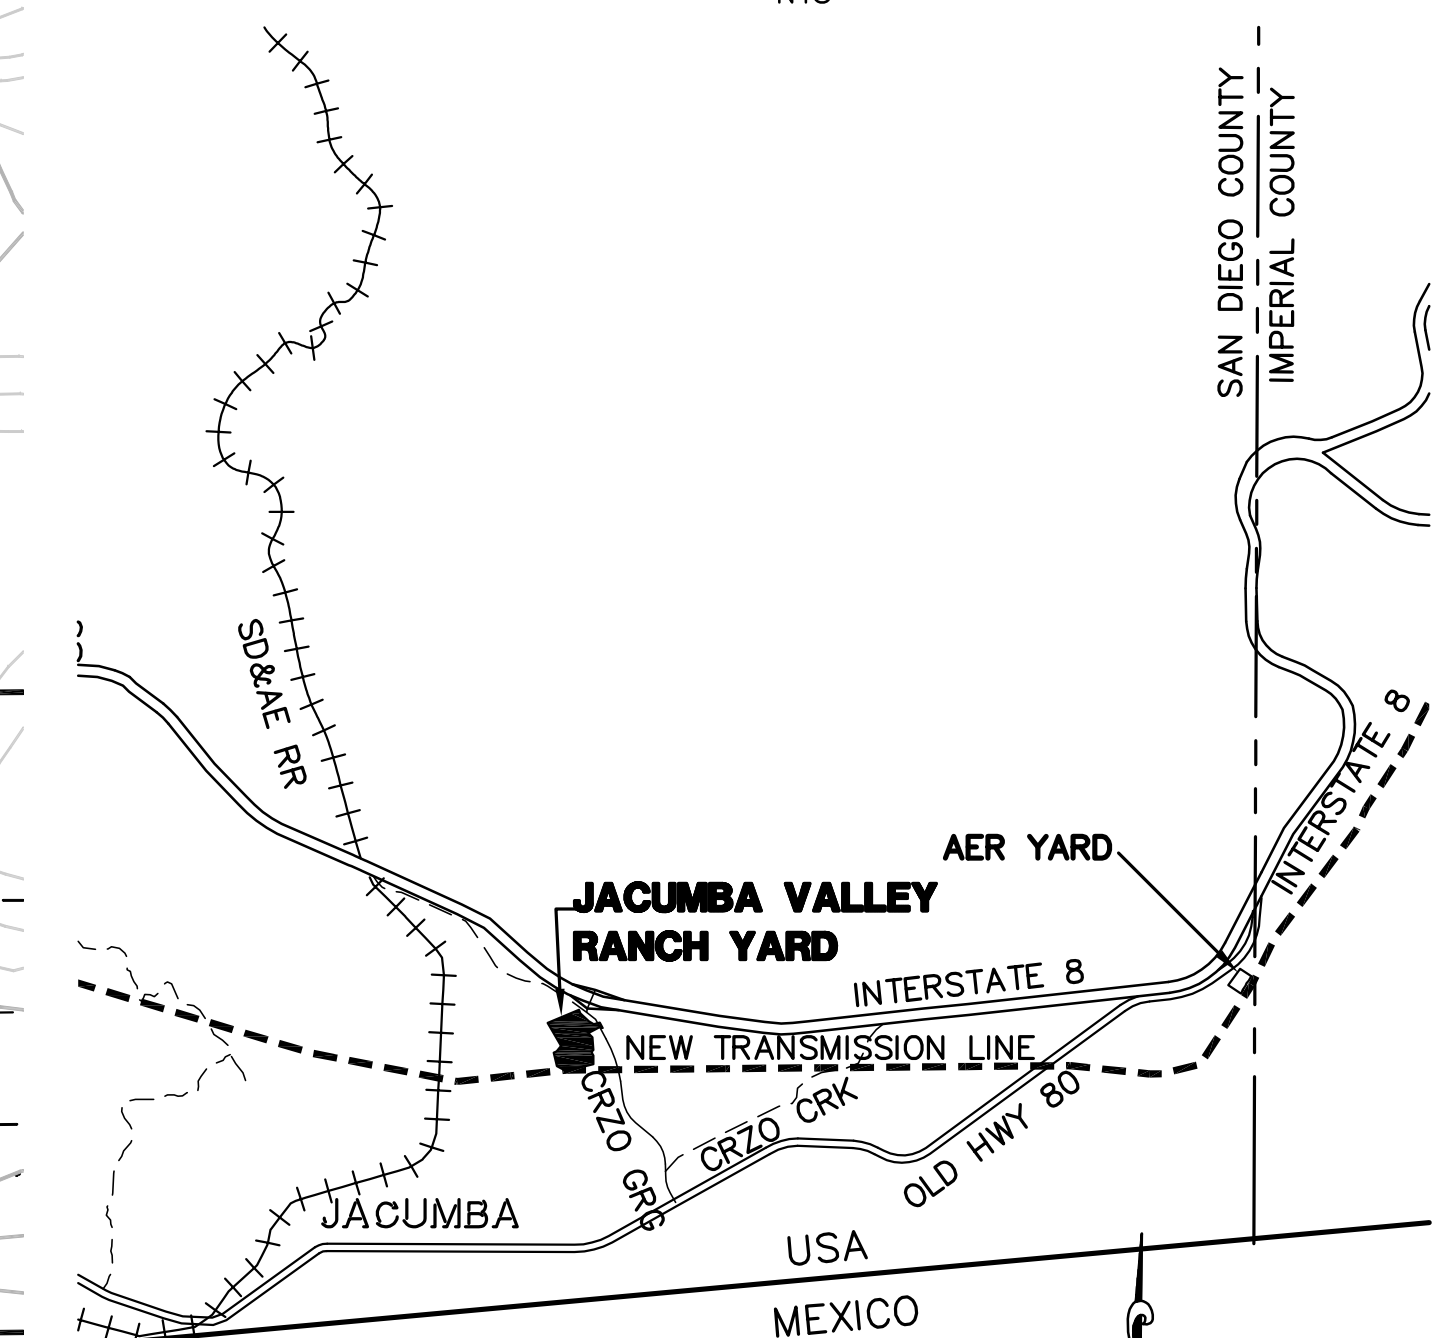 SAN DIEGO COUNTY
IMPERIAL COUNTY
SD&AE RR
INTERSTATE 8
AER YARD
JACUMBA VALLEY
RANCH YARD
INTERSTATE 8
NEW TRANSMISSION LINE
CRZO GRG
CRZO CRK
OLD HWY 80
JACUMBA
USA
MEXICO